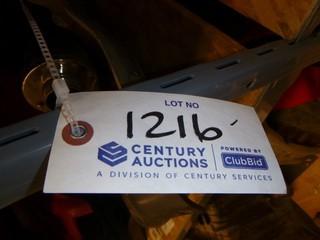 LOT NO
1216
CENTURY AUCTIONS
POWERED BY
ClubBid
A DIVISION OF CENTURY SERVICES